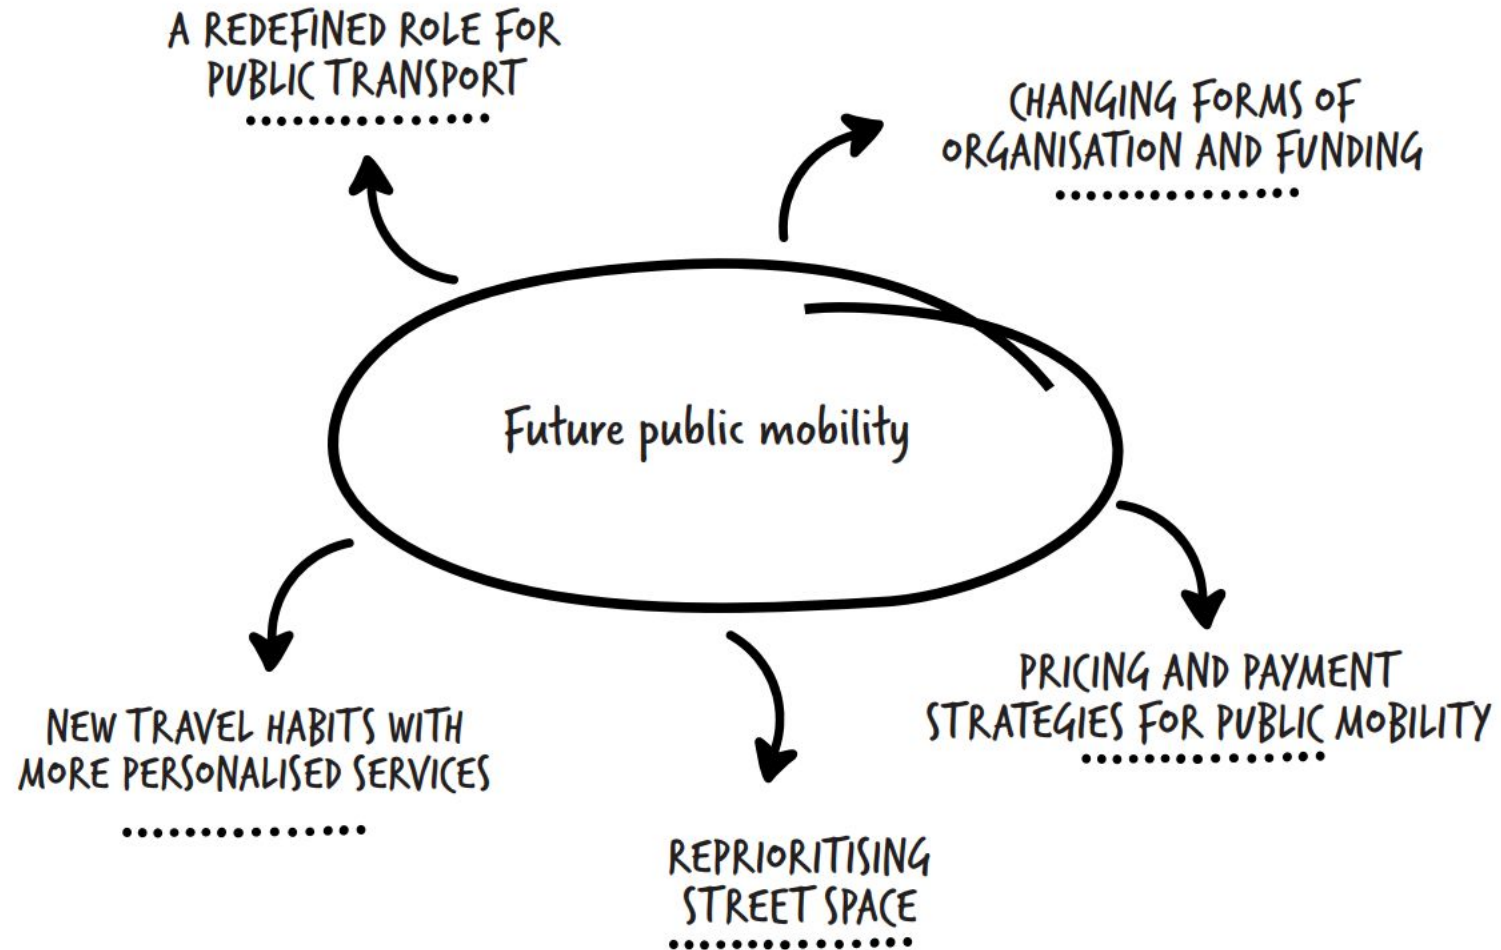 A REDEFINED ROLE FOR
PUBLIC TRANSPORT
CHANGING FORMS OF
ORGANISATION AND FUNDING
Future public mobility
PRICING AND PAYMENT
STRATEGIES FOR PUBLIC MOBILITY
NEW TRAVEL HABITS WITH
MORE PERSONALISED SERVICES
REPRIORITISING
STREET SPACE